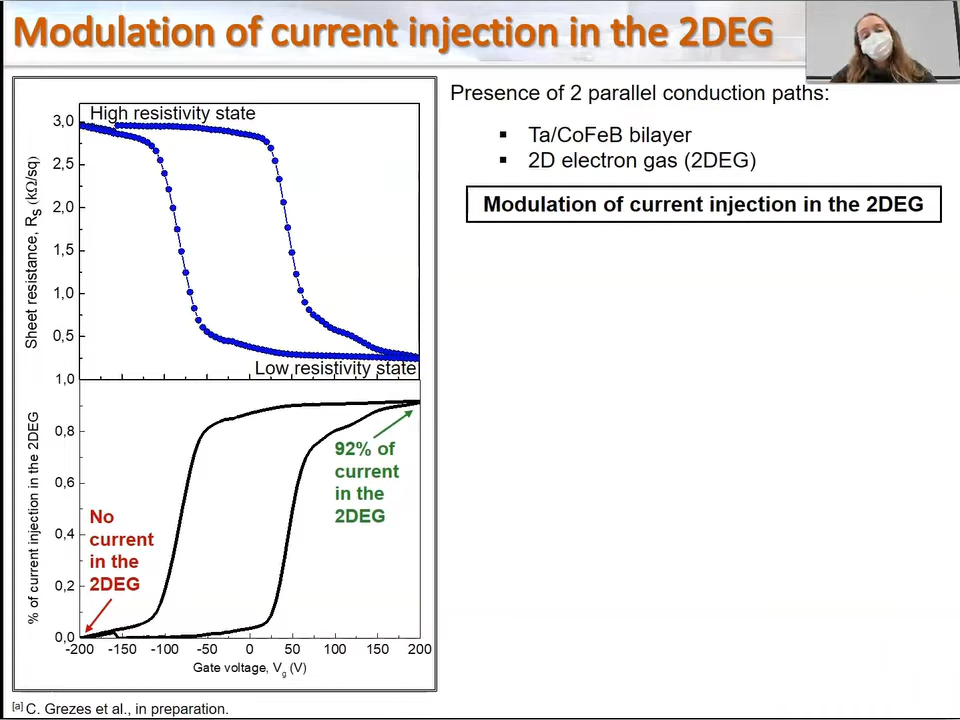 Modulation of current injection in the 2DEG
Presence of 2 parallel conduction paths:
▪ Ta/CoFeB bilayer
▪ 2D electron gas (2DEG)
Modulation of current injection in the 2DEG
High resistivity state
3,0
2,5
2,0
1,5
1,0
0,5
Sheet resistance, RS (kΩ/sq)
Low resistivity state
1,0
0,8
0,6
0,4
0,2
0,0
% of current injection in the 2DEG
92% of
current
in the
2DEG
No
current
in the
2DEG
-200 -150 -100 -50 0 50 100 150 200
Gate voltage, Vg (V)
[a] C. Grezes et al., in preparation.